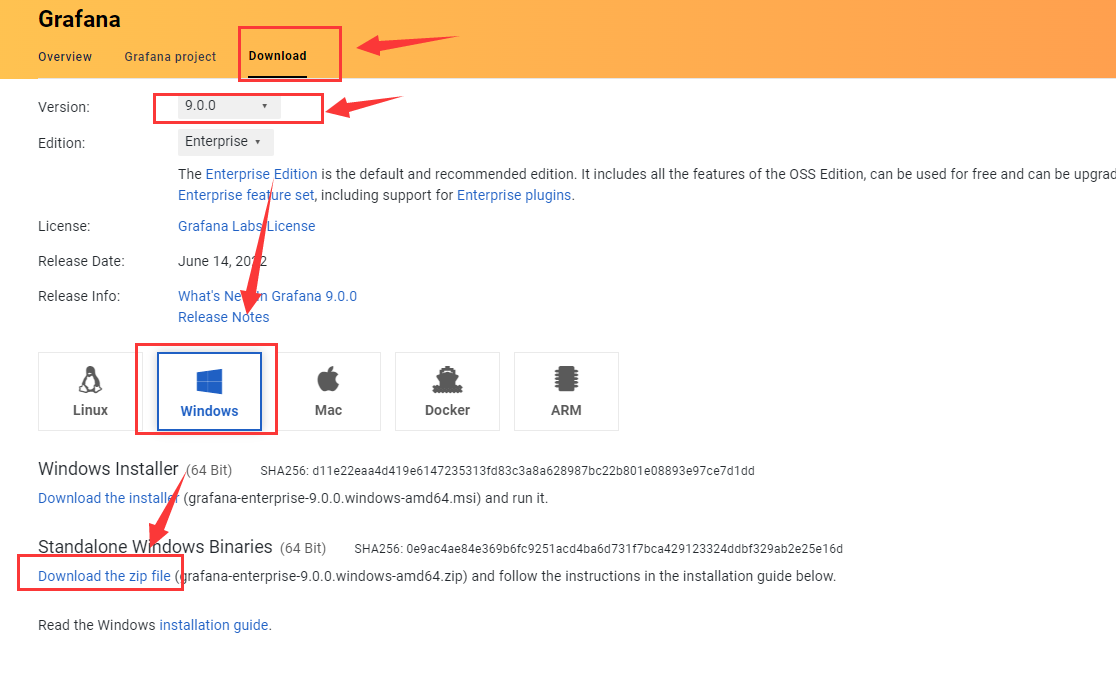 Grafana
Overview Grafana project Download
Version: 9.0.0
Edition: Enterprise
The Enterprise Edition is the default and recommended edition. It includes all the features of the OSS Edition, can be used for free and can be upgrad
Enterprise feature set, including support for Enterprise plugins.
License: Grafana Labs License
Release Date: June 14, 2022
Release Info: What's New In Grafana 9.0.0
Release Notes
Linux Windows Mac Docker ARM
Windows Installer (64 Bit) SHA256: d11e22eaa4d419e6147235313fd83c3a8a628987bc22b801e08893e97ce7d1dd
Download the installer (grafana-enterprise-9.0.0.windows-amd64.msi) and run it.
Standalone Windows Binaries (64 Bit) SHA256: 0e9ac4ae84e369b6fc9251acd4ba6d731f7bca429123324ddbf329ab2e25e16d
Download the zip file (grafana-enterprise-9.0.0.windows-amd64.zip) and follow the instructions in the installation guide below.
Read the Windows installation guide.